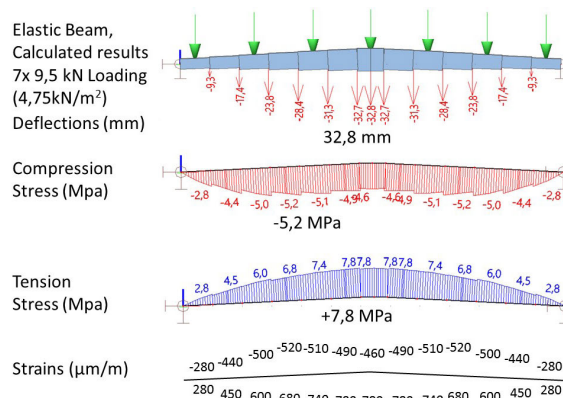 Elastic Beam,
Calculated results
7x 9,5 kN Loading
(4,75kN/m²)
Deflections (mm)
-9,3 -17,4 -23,8 -28,4 -31,3 -32,7 -32,8 -32,7 -31,3 -28,4 -23,8 -17,4 -9,3
32,8 mm
Compression
Stress (Mpa)
-2,8 -4,4 -5,0 -5,2 -5,1 -4,9 -4,6 -4,9 -5,1 -5,2 -5,0 -4,4 -2,8
-5,2 MPa
Tension
Stress (Mpa)
2,8 4,5 6,0 6,8 7,4 7,8 7,8 7,8 7,8 7,4 6,8 6,0 4,5 2,8
+7,8 MPa
Strains (μm/m)
-280 -440 -500 -520 -510 -490 -460 -490 -510 -520 -500 -440 -280
280 450 600 680 740 680 600 450 280